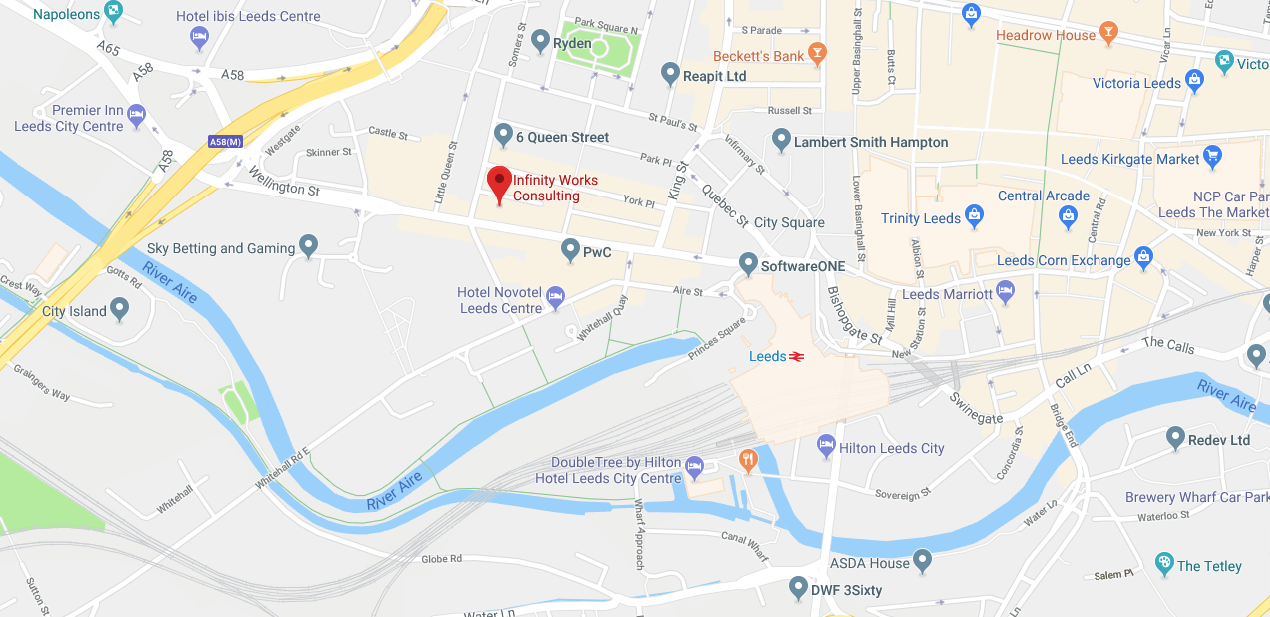 Napoleons
Hotel ibis Leeds Centre
A65
A58
A58
Premier Inn
Leeds City Centre
A58(M)
A58
Westgate
Castle St
Skinner St
Wellington St
Somers St
Little Queen St
Ryden
Park Square N
S Parade
Beckett's Bank
Reapit Ltd
St Paul's St
Russell St
6 Queen Street
Infinity Works
Consulting
Park Pl
York Pl
King St
Infirmary St
Quebec St
Lambert Smith Hampton
City Square
Upper Basinghall St
Butts Ct
Lower Basinghall St
Headrow House
Vicar Ln
Victoria Leeds
Leeds Kirkgate Market
Central Arcade
Central Rd
Trinity Leeds
Albion St
NCP Car
Leeds The Market
New York St
Harper St
Leeds Corn Exchange
Leeds Marriott
Mill Hill
New Station St
Bishopgate St
Sky Betting and Gaming
PwC
SoftwareONE
Aire St
Hotel Novotel
Leeds Centre
Whitehall Quay
Princes Square
Leeds
River Aire
Gotts Rd
Crest Way
City Island
Graingers Way
Whitehall Rd E
Whitehall
River Aire
Globe Rd
Sutton St
Water Ln
Wharf Approach
Canal Wharf
DoubleTree by Hilton
Hotel Leeds City Centre
Hilton Leeds City
Sovereign St
Swinegate
Call Ln
The Calls
Concordia St
Bridge End
River Aire
Redev Ltd
Water Ln
Brewery Wharf Car Park
Waterloo St
Salem Pl
The Tetley
ASDA House
DWF 3Sixty